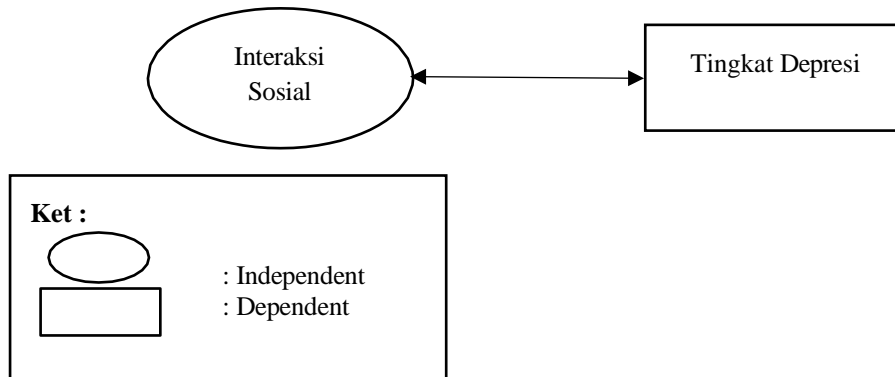 Interaksi
Sosial
Tingkat Depresi
Ket :
: Independent
: Dependent